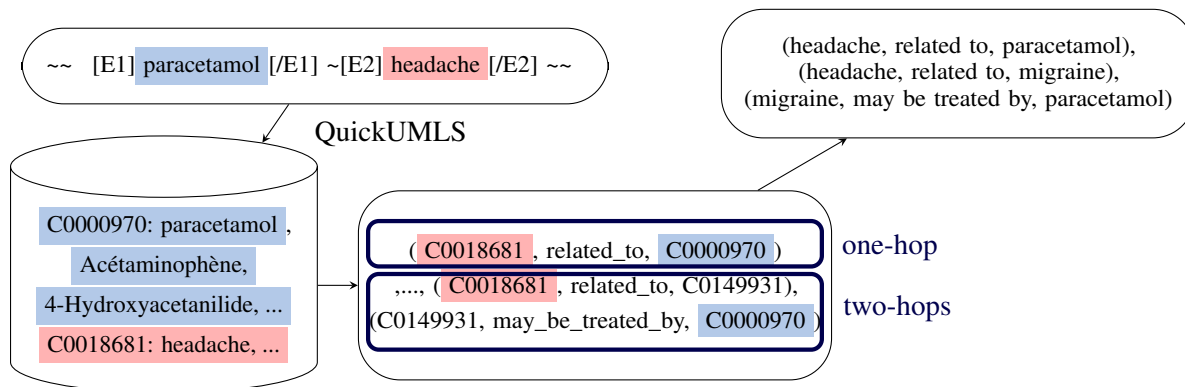 ~~ [E1] paracetamol [/E1] ~[E2] headache [/E2] ~~
QuickUMLS
C0000970: paracetamol ,
Acétaminophène,
4-Hydroxyacetanilide, ...
C0018681: headache, ...
( C0018681 , related_to, C0000970 )
one-hop
,..., ( C0018681 , related_to, C0149931),
(C0149931, may_be_treated_by, C0000970 )
two-hops
(headache, related to, paracetamol),
(headache, related to, migraine),
(migraine, may be treated by, paracetamol)